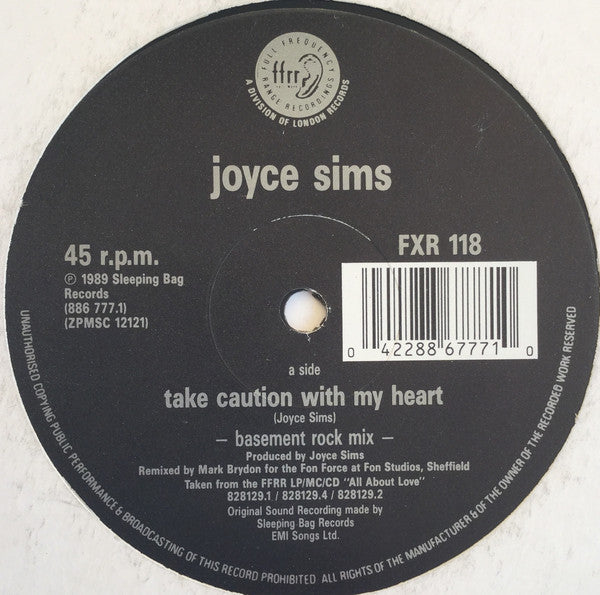 FULL FREQUENCY
ffrr
RANGE RECORDINGS
A DIVISION OF LONDON RECORDS
joyce sims
45 r.p.m.
FXR 118
℗ 1989 Sleeping Bag
Records
(886 777.1)
(ZPMSC 12121)
0 42288 67771 0
a side
take caution with my heart
(Joyce Sims)
– basement rock mix –
Produced by Joyce Sims
Remixed by Mark Brydon for the Fon Force at Fon Studios, Sheffield
Taken from the FFRR LP/MC/CD "All About Love"
828129.1 / 828129.4 / 828129.2
Original Sound Recording made by
Sleeping Bag Records
EMI Songs Ltd.
UNAUTHORISED COPYING PUBLIC PERFORMANCE & BROADCASTING OF THIS RECORD PROHIBITED ALL RIGHTS OF THE MANUFACTURER & OF THE OWNER OF THE RECORDED WORK RESERVED